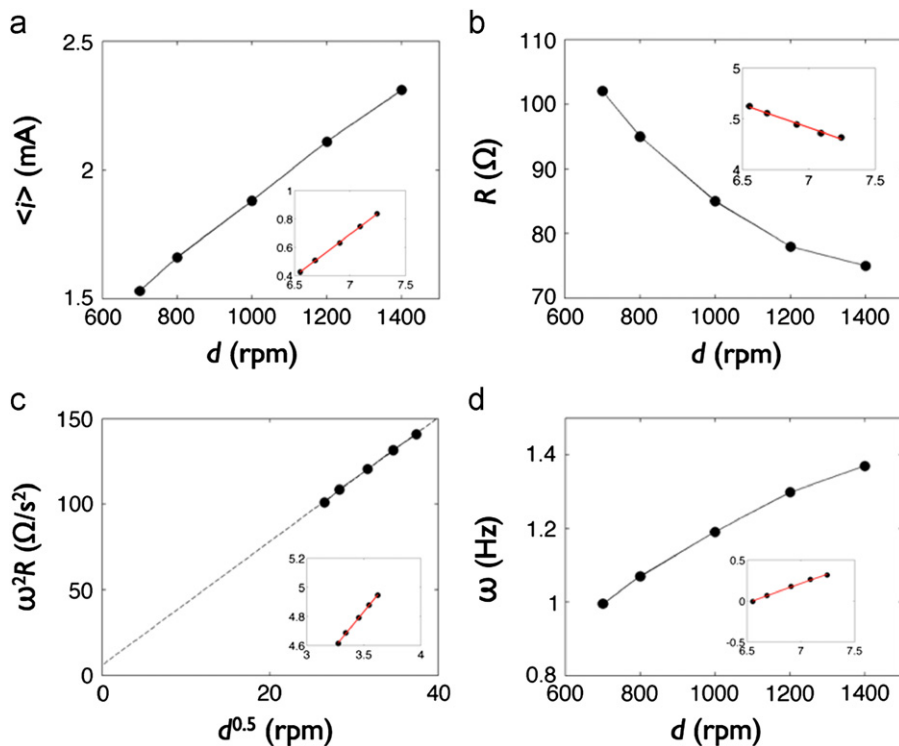 a
2.5
2
1.5
<i> (mA)
600 800 1000 1200 1400
d (rpm)
1
0.8
0.6
0.4
6.5 7 7.5
b
110
100
90
80
70
R (Ω)
600 800 1000 1200 1400
d (rpm)
5
.5
4
6.5 7 7.5
c
150
100
50
0
ω²R (Ω/s²)
0 20 40
d⁰·⁵ (rpm)
5.2
5
4.8
4.6
3 3.5 4
d
1.4
1.2
1
0.8
ω (Hz)
600 800 1000 1200 1400
d (rpm)
0.5
0
-0.5
6.5 7 7.5